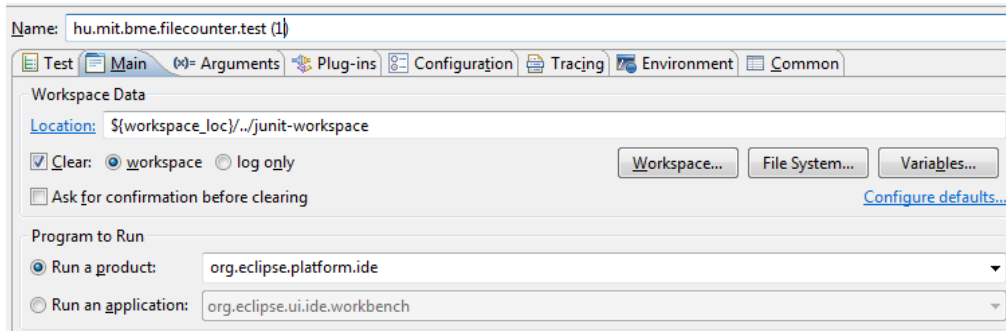 Name: hu.mit.bme.filecounter.test (1)
Test Main (x)= Arguments Plug-ins Configuration Tracing Environment Common
Workspace Data
Location: ${workspace_loc}/../junit-workspace
Clear: workspace log only Workspace... File System... Variables...
Ask for confirmation before clearing Configure defaults...
Program to Run
Run a product: org.eclipse.platform.ide
Run an application: org.eclipse.ui.ide.workbench